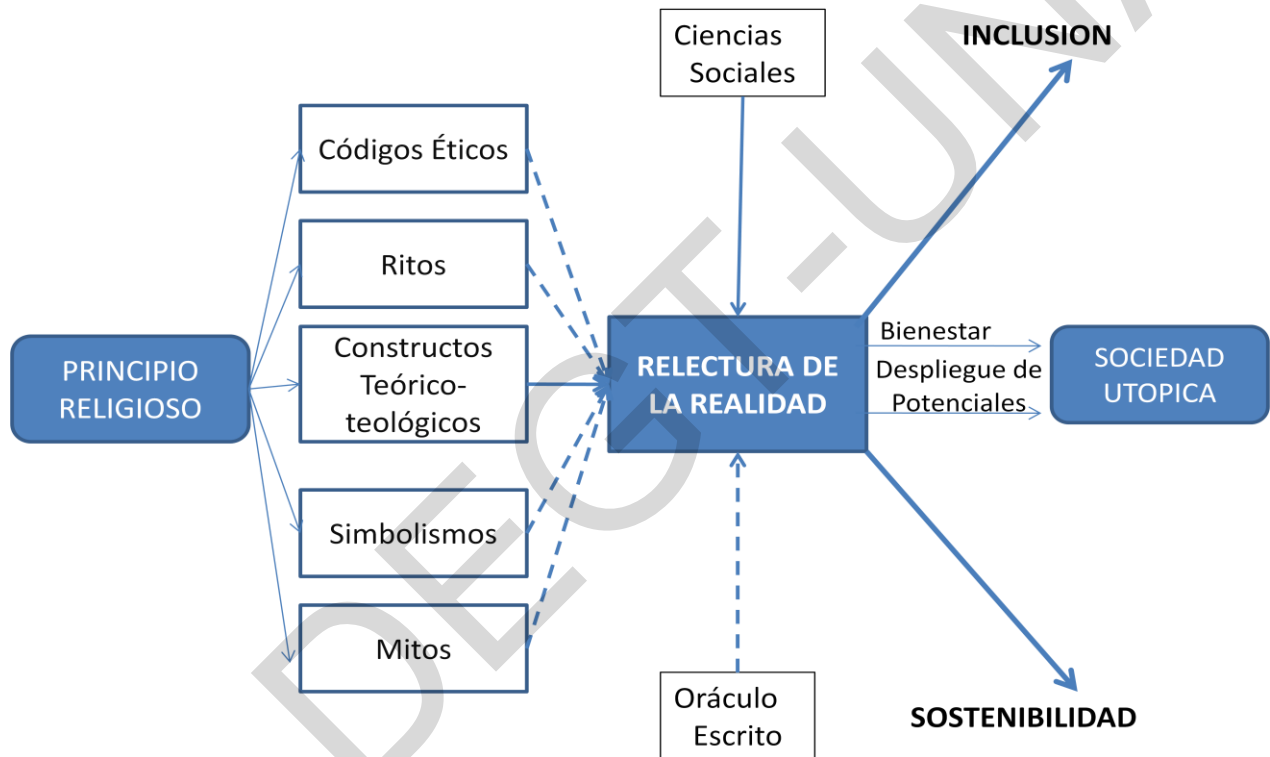 Ciencias
Sociales
INCLUSION
Códigos Éticos
Ritos
PRINCIPIO
RELIGIOSO
Constructos
Teórico-
teológicos
RELECTURA DE
LA REALIDAD
Bienestar
Despliegue de
Potenciales
SOCIEDAD
UTOPICA
Simbolismos
Mitos
Oráculo
Escrito
SOSTENIBILIDAD
DEGT-UNA